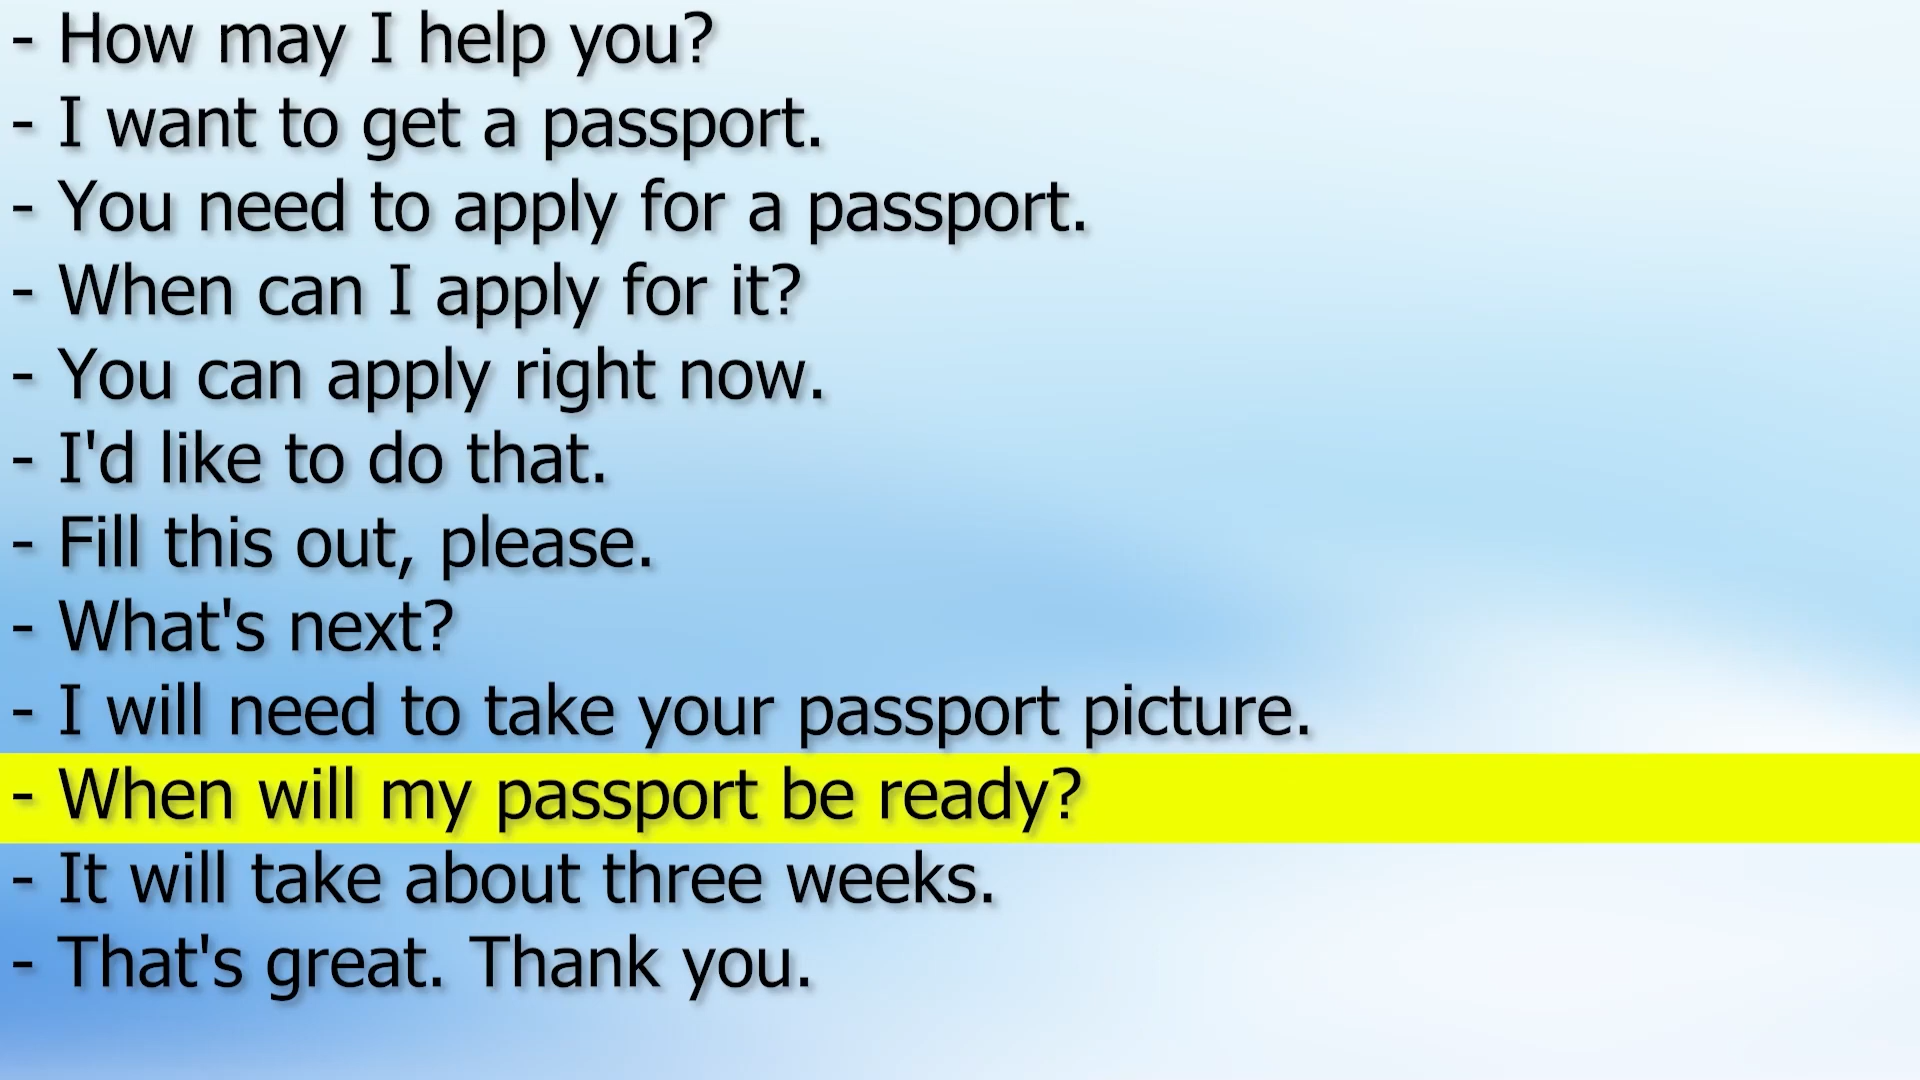 - How may I help you?
- I want to get a passport.
- You need to apply for a passport.
- When can I apply for it?
- You can apply right now.
- I'd like to do that.
- Fill this out, please.
- What's next?
- I will need to take your passport picture.
- When will my passport be ready?
- It will take about three weeks.
- That's great. Thank you.